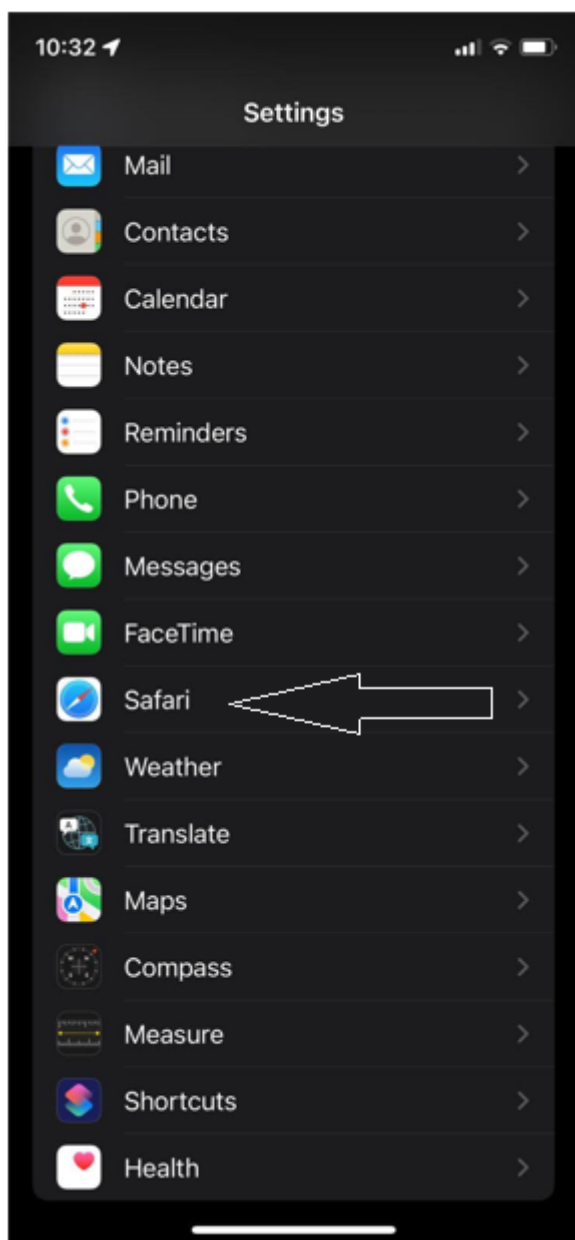 10:32
Settings
Mail
Contacts
Calendar
Notes
Reminders
Phone
Messages
FaceTime
Safari
Weather
Translate
Maps
Compass
Measure
Shortcuts
Health